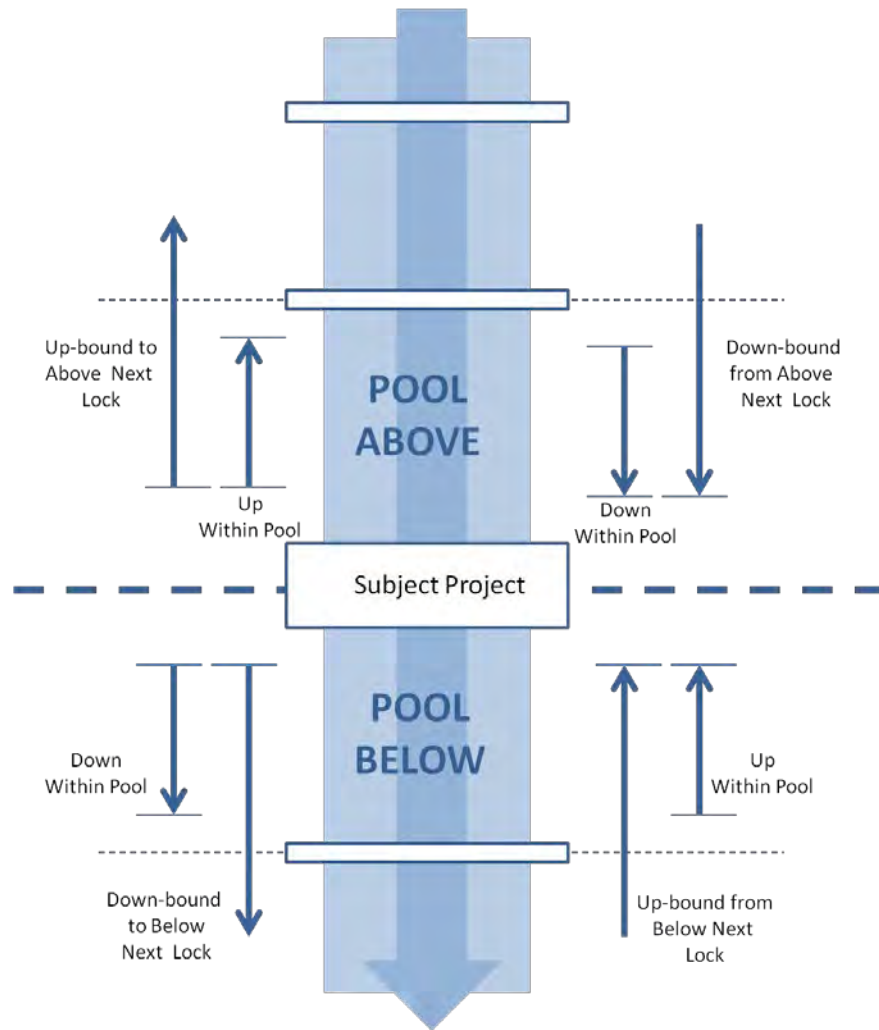 Up-bound to
Above Next
Lock
Up
Within Pool
POOL
ABOVE
Down-bound
from Above
Next Lock
Down
Within Pool
Subject Project
Down
Within Pool
Down-bound
to Below
Next Lock
POOL
BELOW
Up
Within Pool
Up-bound from
Below Next
Lock